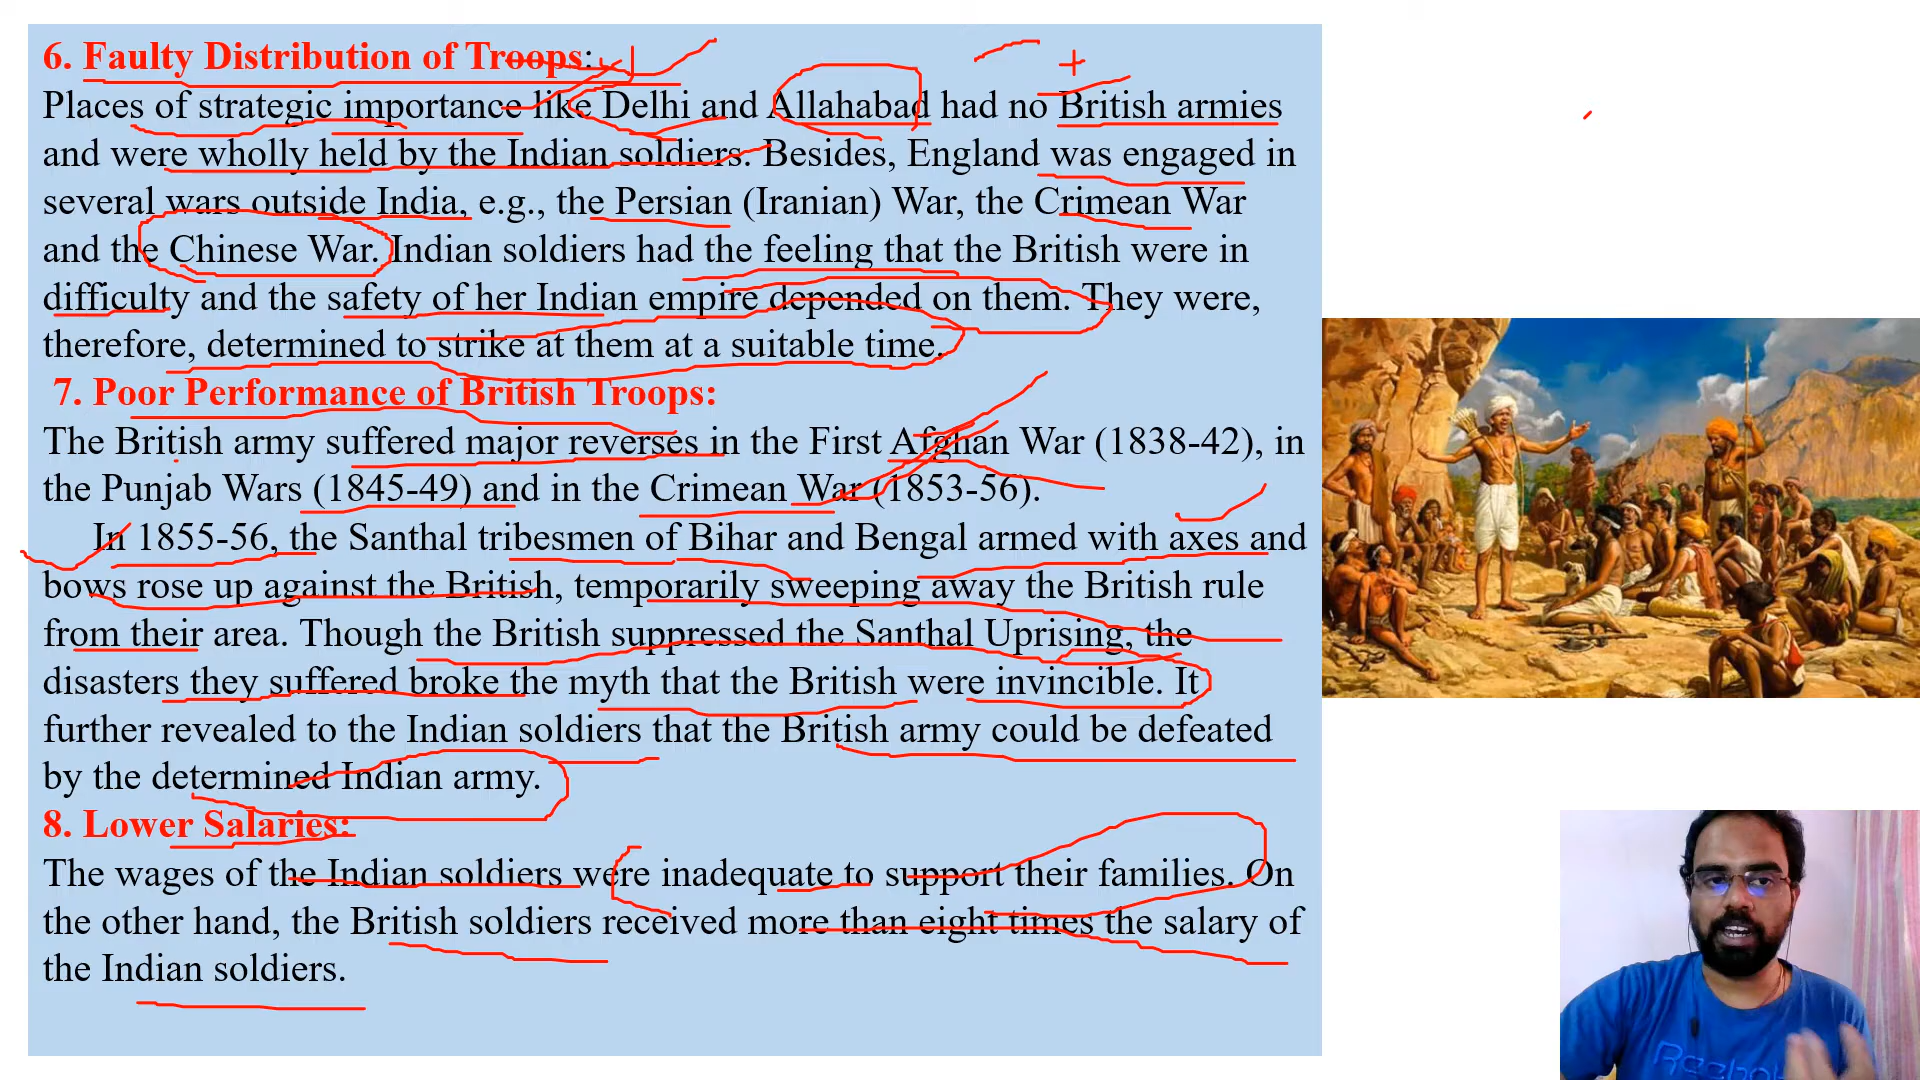 6. Faulty Distribution of Troops:
Places of strategic importance like Delhi and Allahabad had no British armies
and were wholly held by the Indian soldiers. Besides, England was engaged in
several wars outside India, e.g., the Persian (Iranian) War, the Crimean War
and the Chinese War. Indian soldiers had the feeling that the British were in
difficulty and the safety of her Indian empire depended on them. They were,
therefore, determined to strike at them at a suitable time.
7. Poor Performance of British Troops:
The British army suffered major reverses in the First Afghan War (1838-42), in
the Punjab Wars (1845-49) and in the Crimean War (1853-56).
In 1855-56, the Santhal tribesmen of Bihar and Bengal armed with axes and
bows rose up against the British, temporarily sweeping away the British rule
from their area. Though the British suppressed the Santhal Uprising, the
disasters they suffered broke the myth that the British were invincible. It
further revealed to the Indian soldiers that the British army could be defeated
by the determined Indian army.
8. Lower Salaries:
The wages of the Indian soldiers were inadequate to support their families. On
the other hand, the British soldiers received more than eight times the salary of
the Indian soldiers.
Reebok